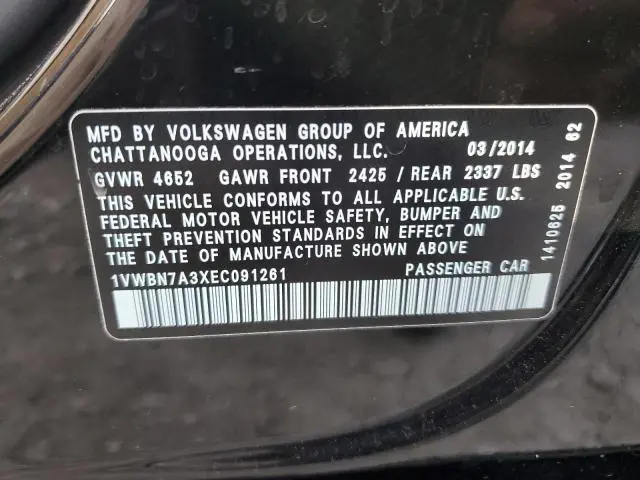 MFD BY VOLKSWAGEN GROUP OF AMERICA
CHATTANOOGA OPERATIONS, LLC. 03/2014
GVWR 4652 GAWR FRONT 2425 / REAR 2337 LBS
THIS VEHICLE CONFORMS TO ALL APPLICABLE U.S.
FEDERAL MOTOR VEHICLE SAFETY, BUMPER AND
THEFT PREVENTION STANDARDS IN EFFECT ON
THE DATE OF MANUFACTURE SHOWN ABOVE
1VWBN7A3XEC091261 PASSENGER CAR
1410625 2014 62